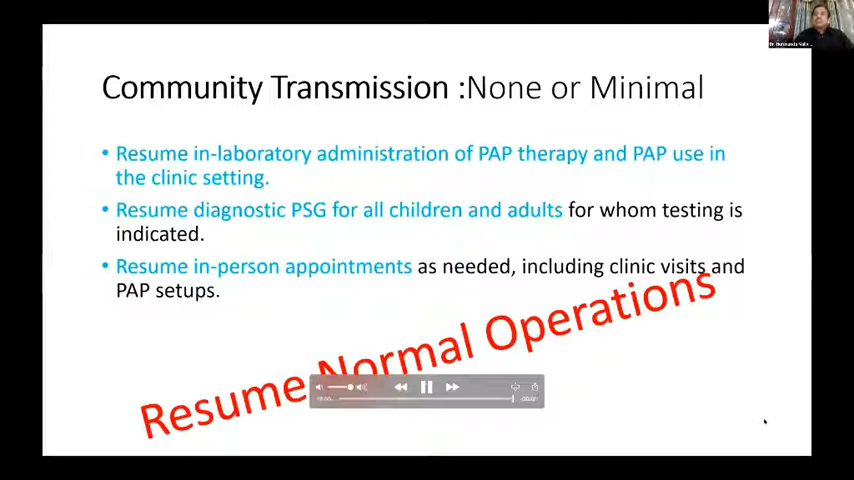 Community Transmission :None or Minimal
• Resume in-laboratory administration of PAP therapy and PAP use in
the clinic setting.
• Resume diagnostic PSG for all children and adults for whom testing is
indicated.
• Resume in-person appointments as needed, including clinic visits and
PAP setups.
Resume Normal Operations